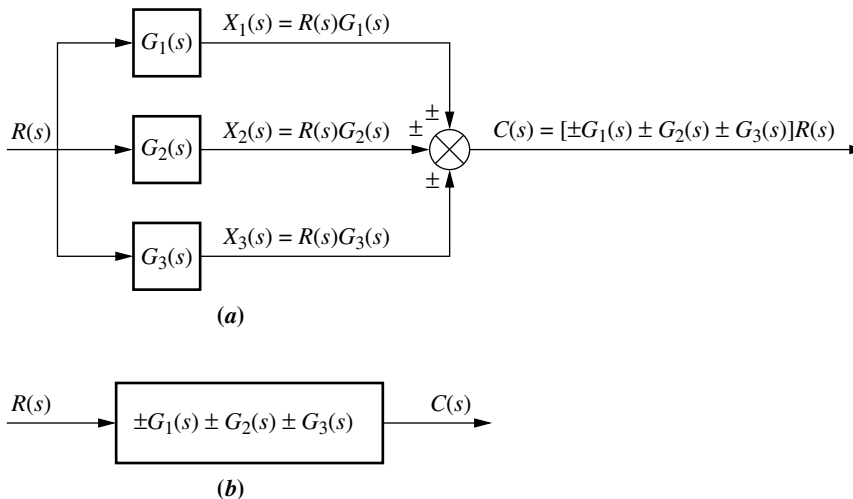 X₁(s) = R(s)G₁(s)
G₁(s)
±
R(s)
G₂(s)
X₂(s) = R(s)G₂(s)
±
C(s) = [±G₁(s) ± G₂(s) ± G₃(s)]R(s)
±
G₃(s)
X₃(s) = R(s)G₃(s)
(a)
R(s)
±G₁(s) ± G₂(s) ± G₃(s)
C(s)
(b)